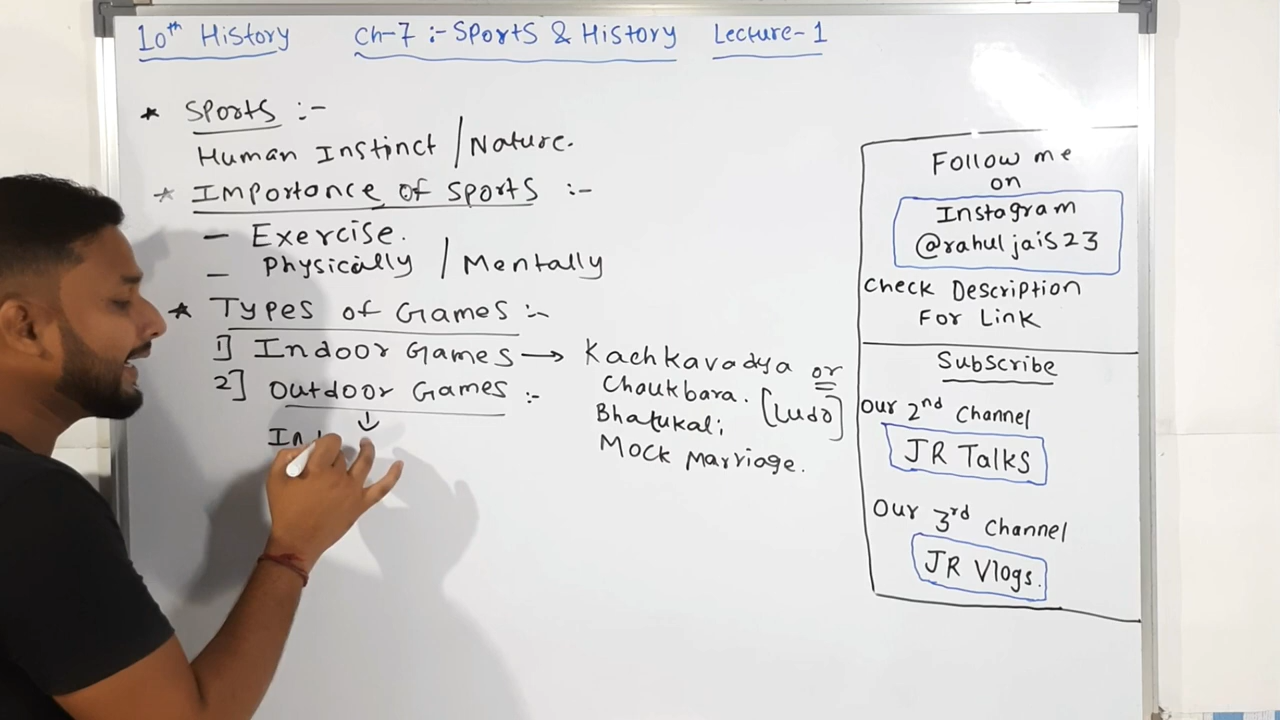 10th History Ch-7 :- Sports & History Lecture-1
* Sports :-
Human Instinct / Nature.
* Importance of Sports :-
- Exercise.
- Physically / Mentally
* Types of Games :-
1] Indoor Games → Kachkavadya or
Choukbara. [Ludo]
Bhatukali
Mock Marriage.
2] Outdoor Games :-
↓
Follow me
on
Instagram
@rahuljais23
Check Description
For Link
Subscribe
Our 2nd Channel
JR Talks
Our 3rd Channel
JR Vlogs.